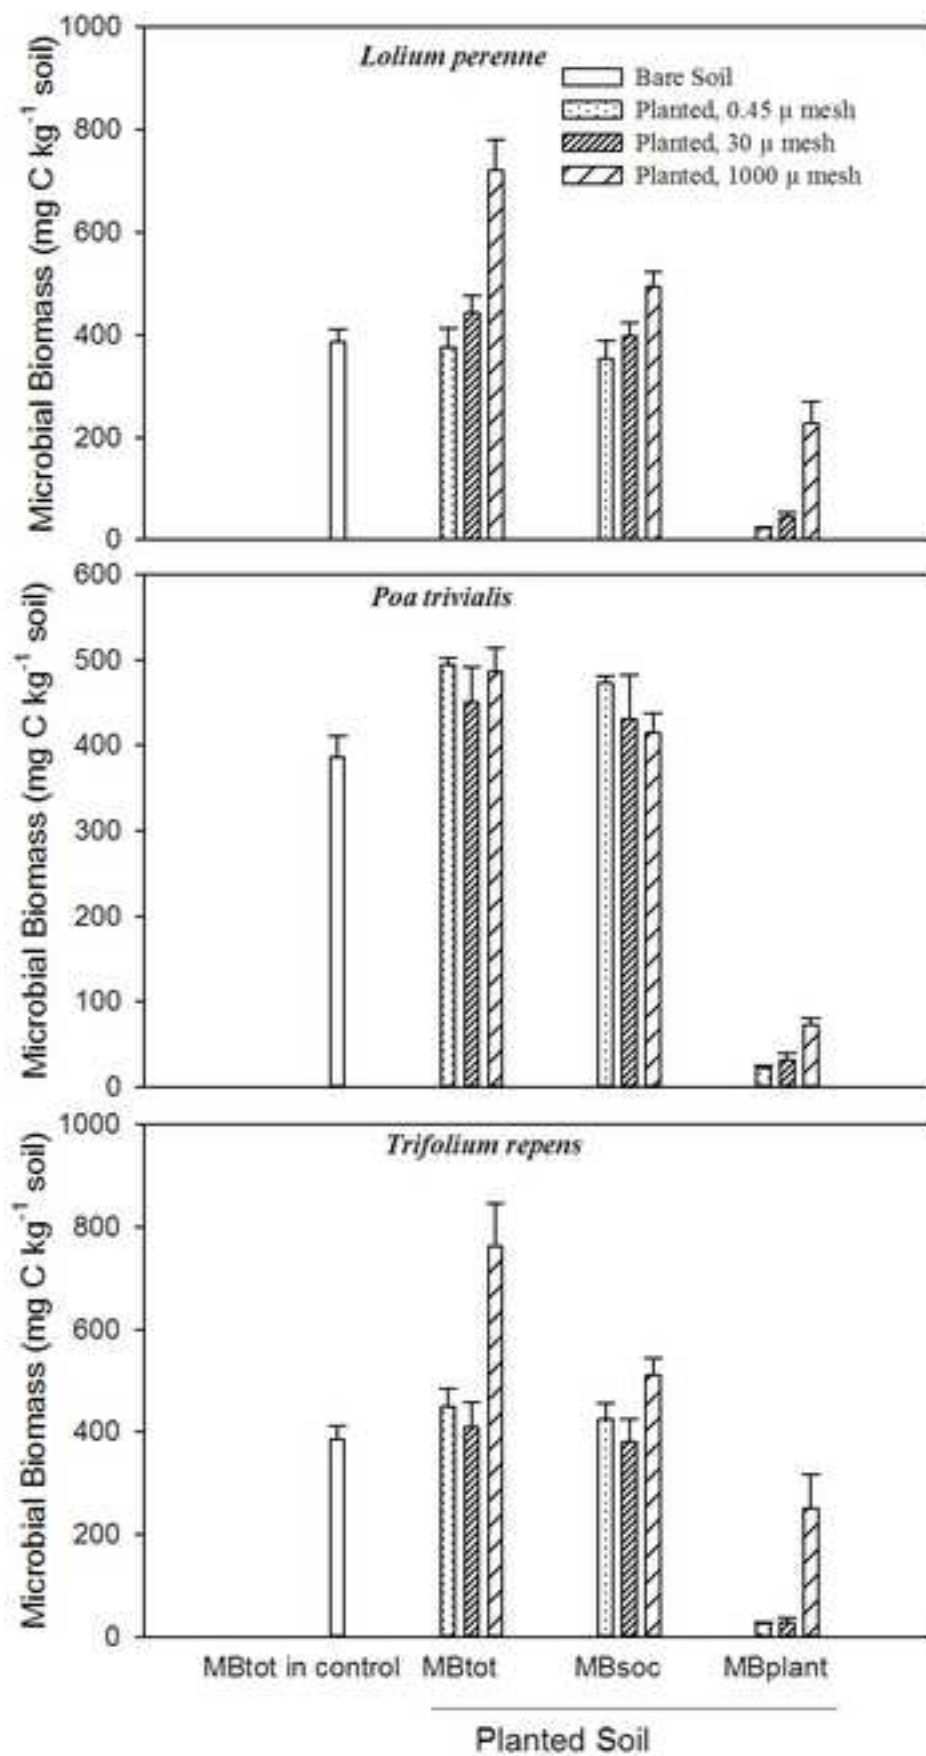 Lolium perenne
Bare Soil
Planted, 0.45 μ mesh
Planted, 30 μ mesh
Planted, 1000 μ mesh
Microbial Biomass (mg C kg⁻¹ soil)
1000
800
600
400
200
0
Poa trivialis
Microbial Biomass (mg C kg⁻¹ soil)
600
500
400
300
200
100
0
Trifolium repens
Microbial Biomass (mg C kg⁻¹ soil)
1000
800
600
400
200
0
MBtot in control MBtot MBsoc MBplant
Planted Soil